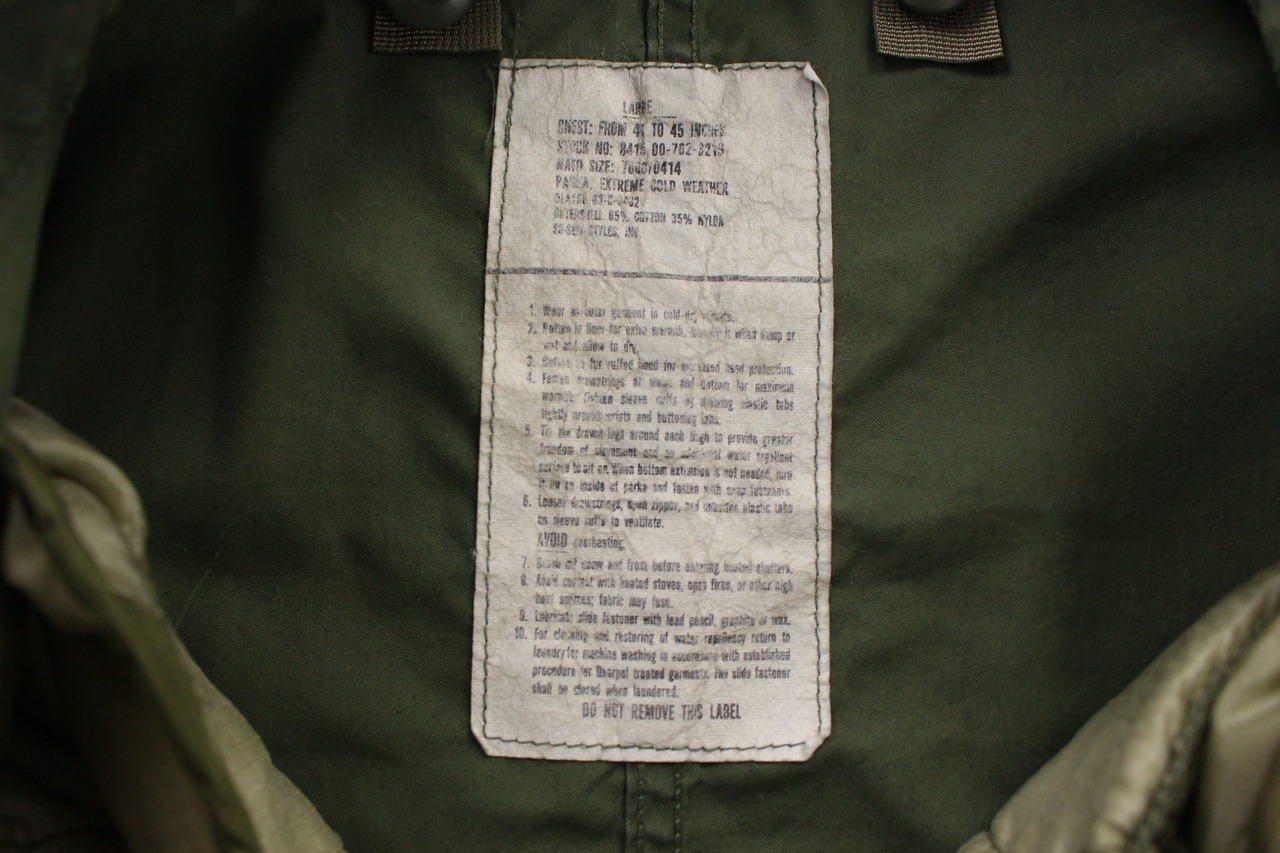 LARGE
CHEST: FROM 41 TO 45 INCHES
STOCK NO: 8415-00-782-3219
NATO SIZE:
PARKA, EXTREME COLD WEATHER
OUTERSHELL 65% COTTON 35% NYLON
STYLES, INC.
1. Wear as outer garment in cold-dry climate.
2. Button in liner for extra warmth. Remove it when damp or
wet and allow to dry.
3. Button on fur ruffed hood for increased head protection.
4. Fasten drawstrings at waist and bottom for maximum
warmth. Tighten sleeve cuffs by drawing elastic tabs
tightly around wrists and buttoning tabs.
5. Tie the drawn legs around each thigh to provide greater
freedom of movement and an additional water repellent
surface to sit on. When bottom extension is not needed, turn
it up on inside of parka and fasten with snap fasteners.
6. Loosen drawstrings, open zipper, and unbutton elastic tabs
on sleeve cuffs to ventilate.
AVOID overheating.
7. Brush off snow and frost before entering heated shelters.
8. Avoid contact with heated stoves, open fires, or other high
heat sources; fabric may fuse.
9. Lubricate slide fastener with lead pencil, graphite or wax.
10. For cleaning and restoring of water repellency return to
laundry for machine washing in accordance with established
procedure for Quarpel treated garments. The slide fastener
shall be closed when laundered.
DO NOT REMOVE THIS LABEL